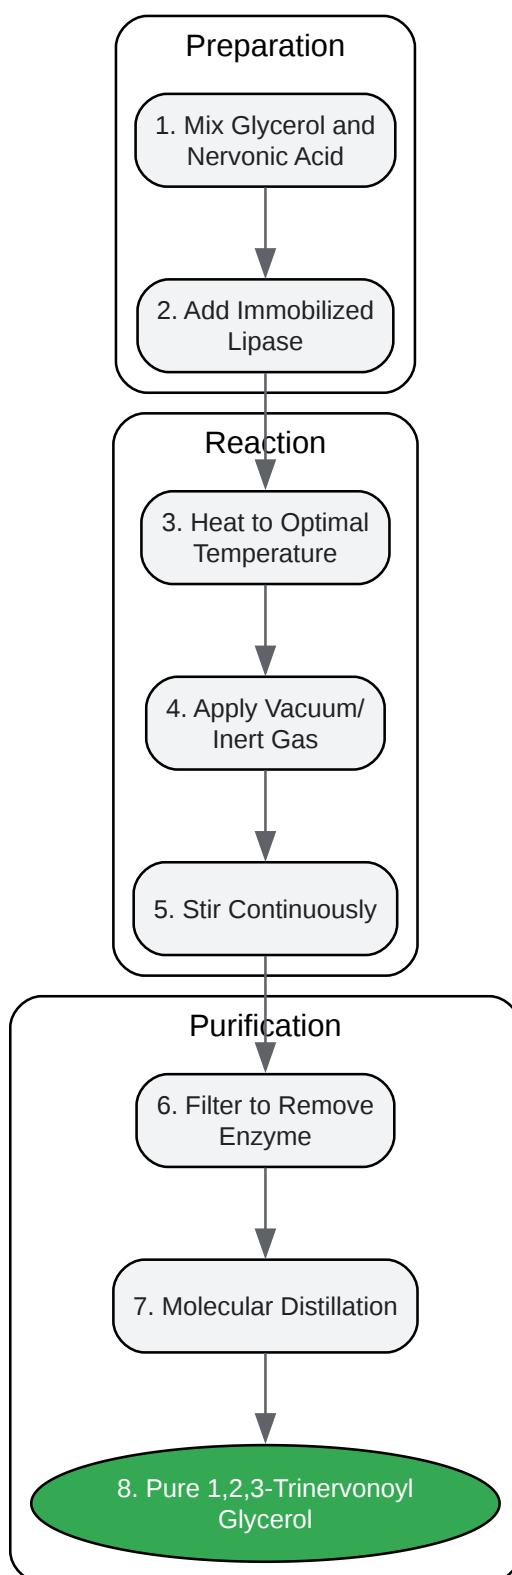 Preparation
1. Mix Glycerol and
Nervonic Acid
2. Add Immobilized
Lipase
Reaction
3. Heat to Optimal
Temperature
4. Apply Vacuum/
Inert Gas
5. Stir Continuously
Purification
6. Filter to Remove
Enzyme
7. Molecular Distillation
8. Pure 1,2,3-Trinervonoyl
Glycerol